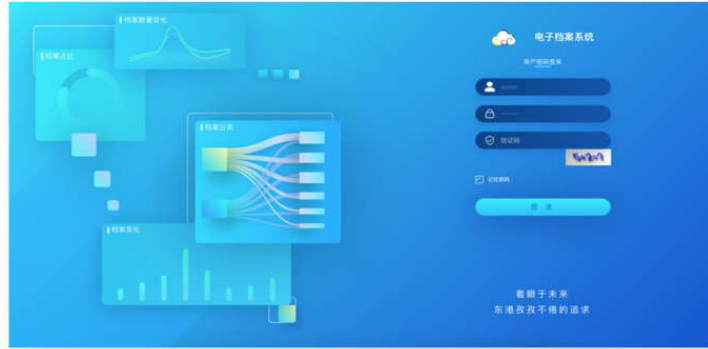 档案数量变化
档案占比
档案分类
档案变化
电子档案系统
账户密码登录
验证码
记住密码
登 录
着眼于未来
东港孜孜不倦的追求